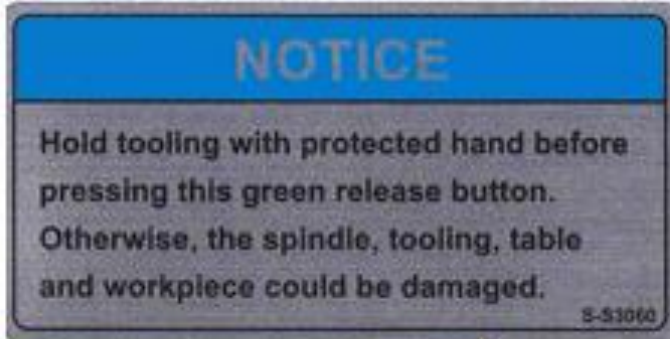 NOTICE
Hold tooling with protected hand before
pressing this green release button.
Otherwise, the spindle, tooling, table
and workpiece could be damaged.
S-S3060